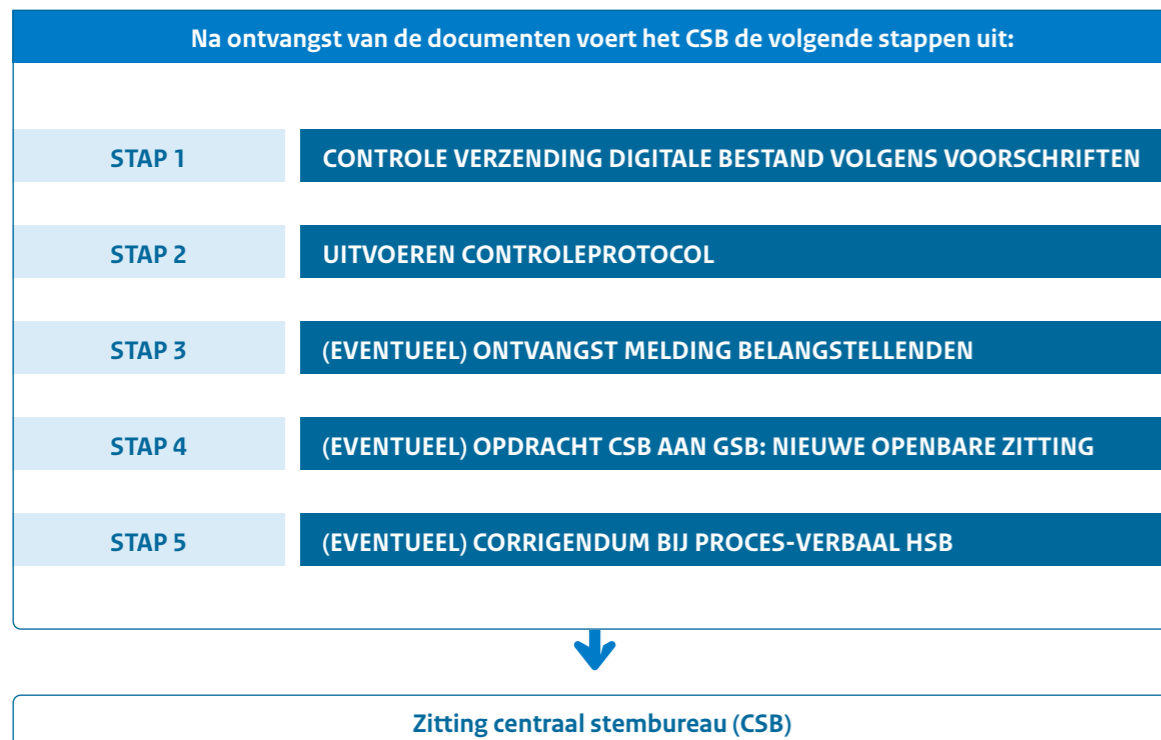 Na ontvangst van de documenten voert het CSB de volgende stappen uit:
STAP 1
CONTROLE VERZENDING DIGITALE BESTAND VOLGENS VOORSCHRIFTEN
STAP 2
UITVOEREN CONTROLEPROTOCOL
STAP 3
(EVENTUEEL) ONTVANGST MELDING BELANGSTELLENDEN
STAP 4
(EVENTUEEL) OPDRACHT CSB AAN GSB: NIEUWE OPENBARE ZITTING
STAP 5
(EVENTUEEL) CORRIGENDUM BIJ PROCES-VERBAAL HSB
Zitting centraal stembureau (CSB)